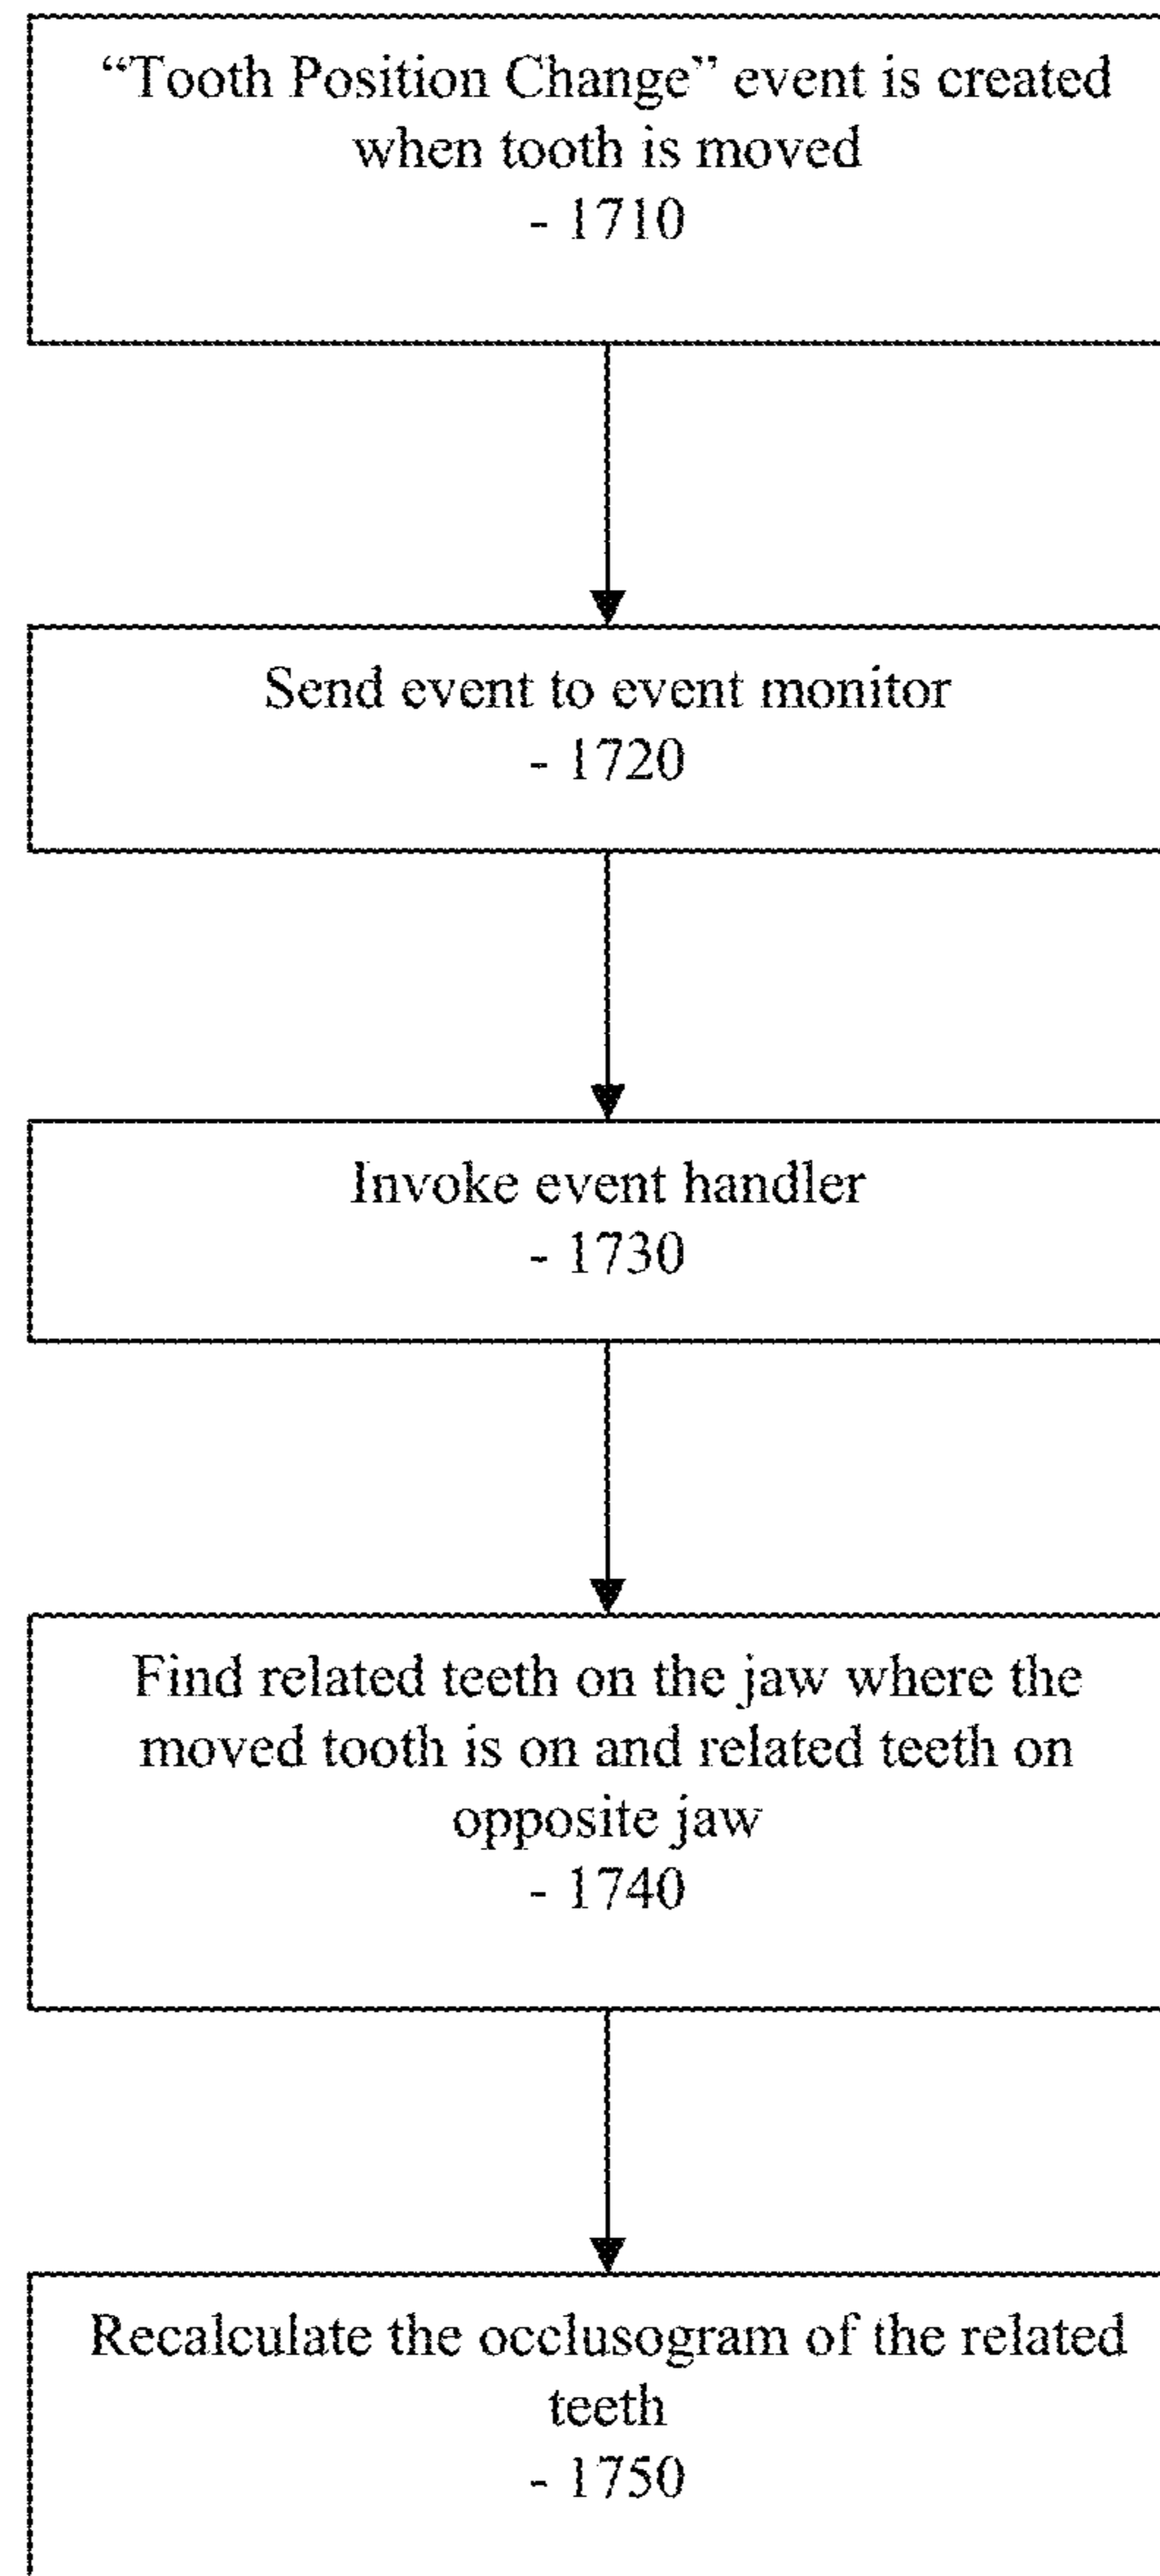 “Tooth Position Change” event is created
when tooth is moved
- 1710
Send event to event monitor
- 1720
Invoke event handler
- 1730
Find related teeth on the jaw where the
moved tooth is on and related teeth on
opposite jaw
- 1740
Recalculate the occlusogram of the related
teeth
- 1750